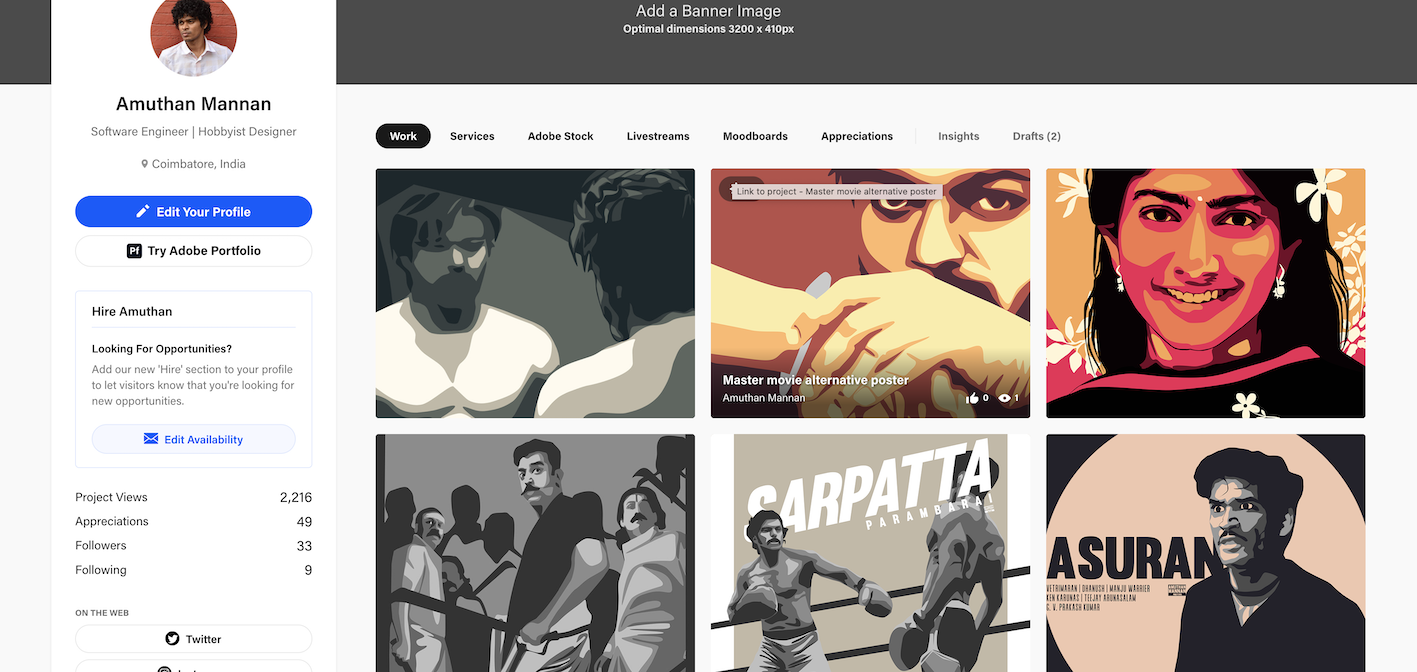 Add a Banner Image
Optimal dimensions 3200 x 410px
Amuthan Mannan
Software Engineer | Hobbyist Designer
Coimbatore, India
Edit Your Profile
Pf Try Adobe Portfolio
Hire Amuthan
Looking For Opportunities?
Add our new 'Hire' section to your profile
to let visitors know that you're looking for
new opportunities.
Edit Availability
Project Views 2,216
Appreciations 49
Followers 33
Following 9
ON THE WEB
Twitter
Work Services Adobe Stock Livestreams Moodboards Appreciations Insights Drafts (2)
Link to project - Master movie alternative poster
Master movie alternative poster
Amuthan Mannan 0 1
SARPATTA
PARAMBARAI
ASURAN
VETRIMARAN | DHANUSH | MANJU WARRIER
KEN KARUNAS | TEEJAY ARUNASALAM
G. V. PRAKASH KUMAR